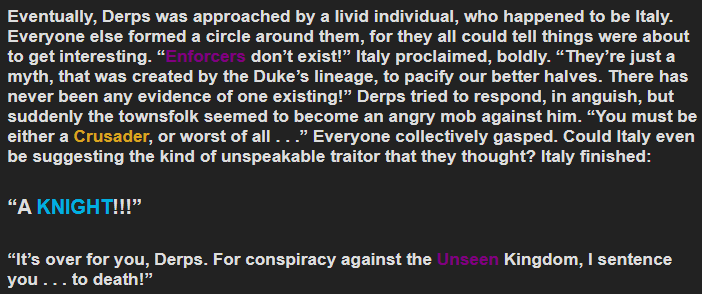 Eventually, Derps was approached by a livid individual, who happened to be Italy.
Everyone else formed a circle around them, for they all could tell things were about
to get interesting. “Enforcers don’t exist!” Italy proclaimed, boldly. “They’re just a
myth, that was created by the Duke’s lineage, to pacify our better halves. There has
never been any evidence of one existing!” Derps tried to respond, in anguish, but
suddenly the townsfolk seemed to become an angry mob against him. “You must be
either a Crusader, or worst of all . . .” Everyone collectively gasped. Could Italy even
be suggesting the kind of unspeakable traitor that they thought? Italy finished:
“A KNIGHT!!!”
“It’s over for you, Derps. For conspiracy against the Unseen Kingdom, I sentence
you . . . to death!”